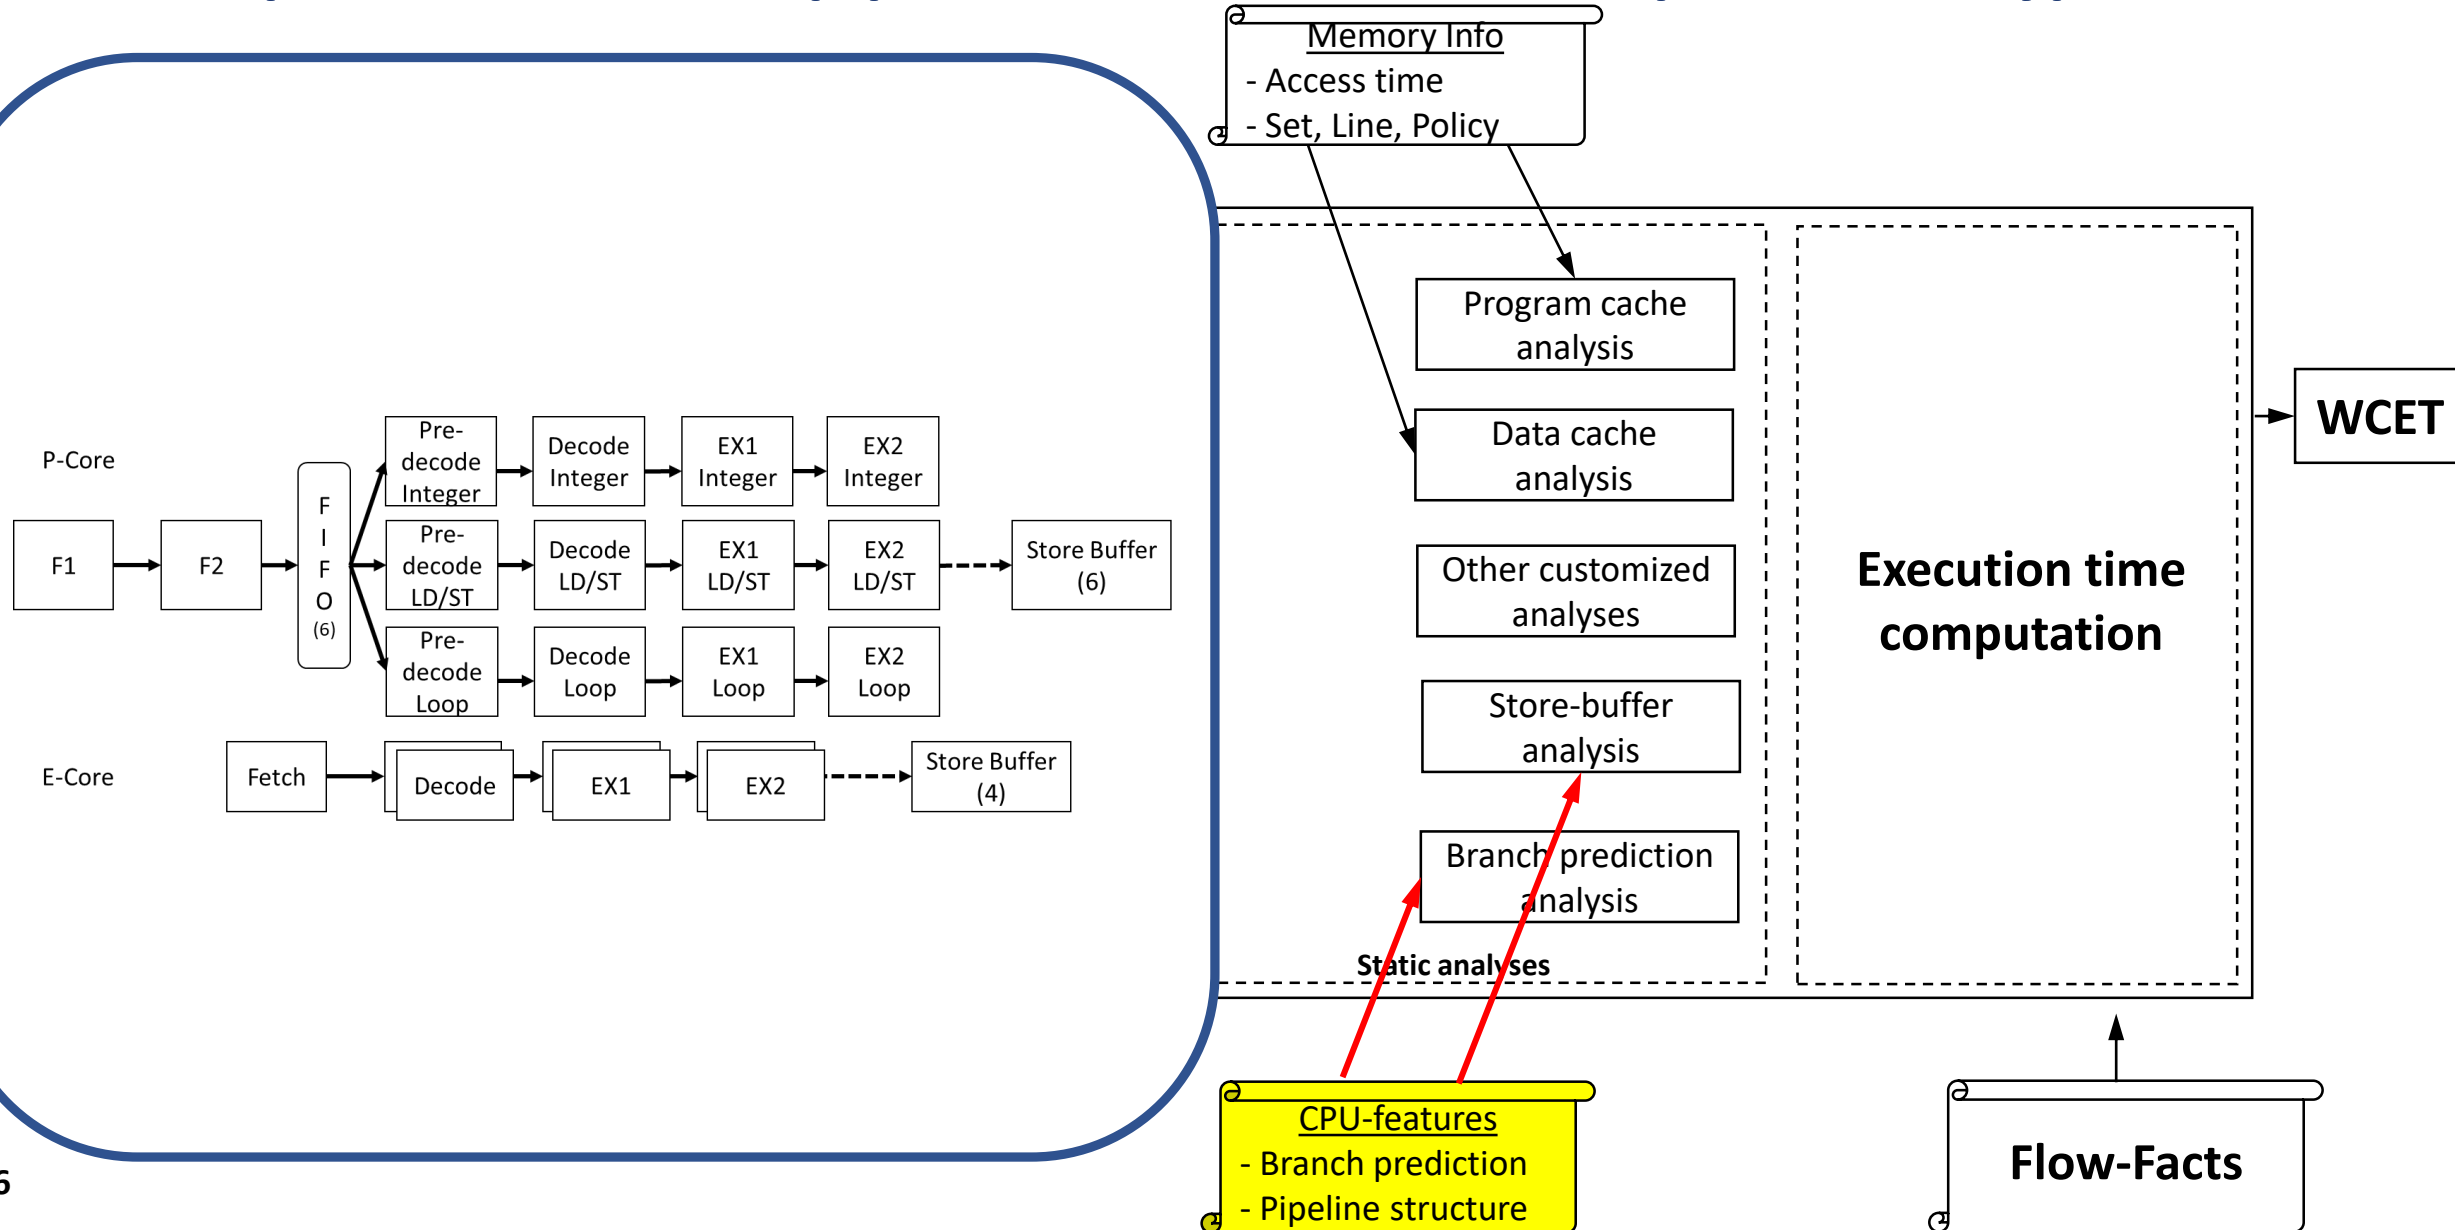 Memory Info
- Access time
- Set, Line, Policy
Program cache
analysis
Data cache
analysis
Other customized
analyses
Store-buffer
analysis
Branch prediction
analysis
Static analyses
Execution time
computation
WCET
P-Core
F1
F2
F
I
F
O
(6)
Pre-
decode
Integer
Decode
Integer
EX1
Integer
EX2
Integer
Pre-
decode
LD/ST
Decode
LD/ST
EX1
LD/ST
EX2
LD/ST
Store Buffer
(6)
Pre-
decode
Loop
Decode
Loop
EX1
Loop
EX2
Loop
E-Core
Fetch
Decode
EX1
EX2
Store Buffer
(4)
CPU-features
- Branch prediction
- Pipeline structure
Flow-Facts
6